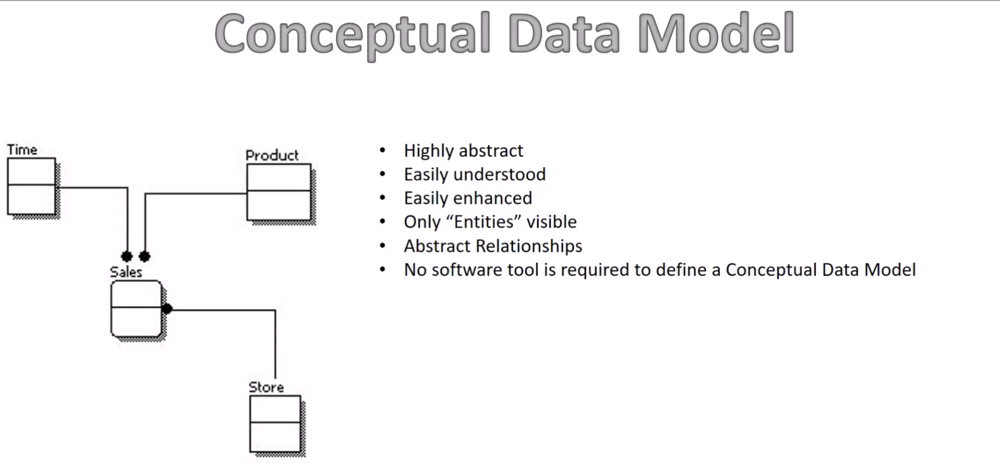 Conceptual Data Model
Time
Product
Sales
Store
• Highly abstract
• Easily understood
• Easily enhanced
• Only “Entities” visible
• Abstract Relationships
• No software tool is required to define a Conceptual Data Model